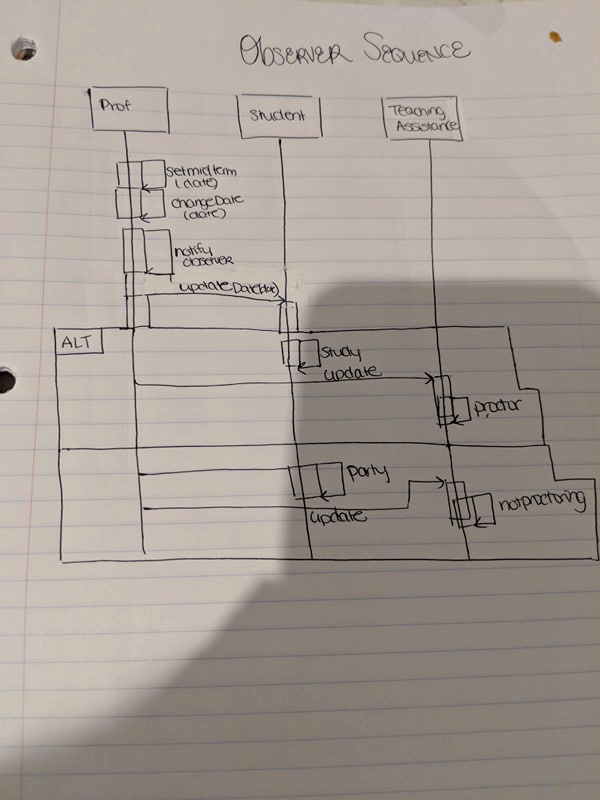 OBSERVER SEQUENCE
Prof
Student
Teaching
Assistance
setmidterm
(date)
changeDate
(date)
notify
observer
ALT
study
update
proctor
party
update
notproctoring